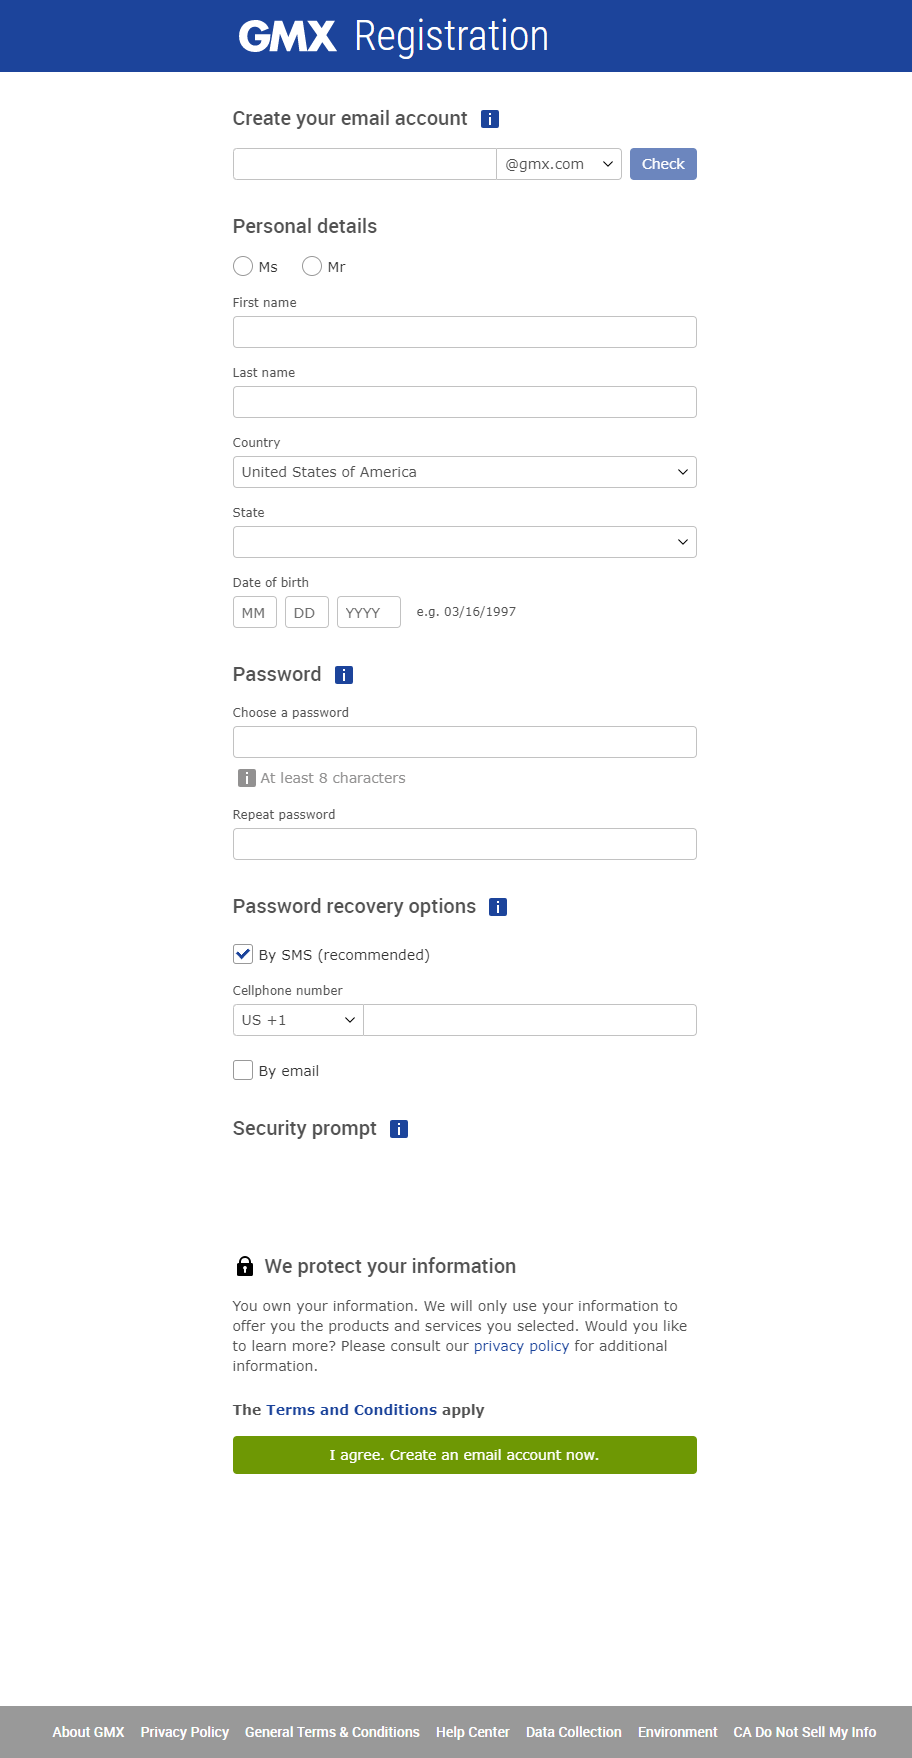 GMX Registration
Create your email account i
@gmx.com Check
Personal details
Ms Mr
First name
Last name
Country
United States of America
State
Date of birth
MM DD YYYY e.g. 03/16/1997
Password i
Choose a password
i At least 8 characters
Repeat password
Password recovery options i
By SMS (recommended)
Cellphone number
US +1
By email
Security prompt i
We protect your information
You own your information. We will only use your information to
offer you the products and services you selected. Would you like
to learn more? Please consult our privacy policy for additional
information.
The Terms and Conditions apply
I agree. Create an email account now.
About GMX Privacy Policy General Terms & Conditions Help Center Data Collection Environment CA Do Not Sell My Info